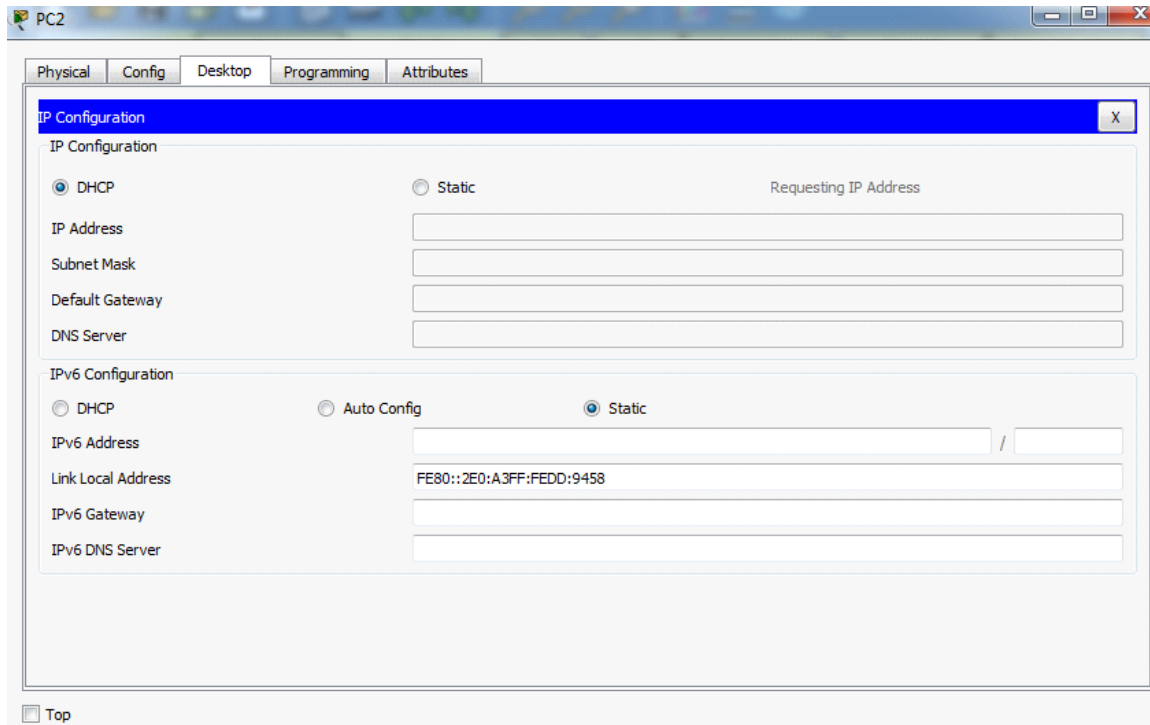 PC2
X
Physical Config Desktop Programming Attributes
IP Configuration X
IP Configuration
DHCP Static Requesting IP Address
IP Address
Subnet Mask
Default Gateway
DNS Server
IPv6 Configuration
DHCP Auto Config Static
IPv6 Address /
Link Local Address FE80::2E0:A3FF:FEDD:9458
IPv6 Gateway
IPv6 DNS Server
Top